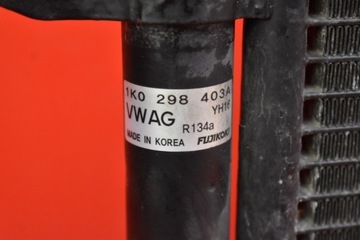 1K0 298 403A
YH16
VWAG
R134a
MADE IN KOREA FUJIKOKI